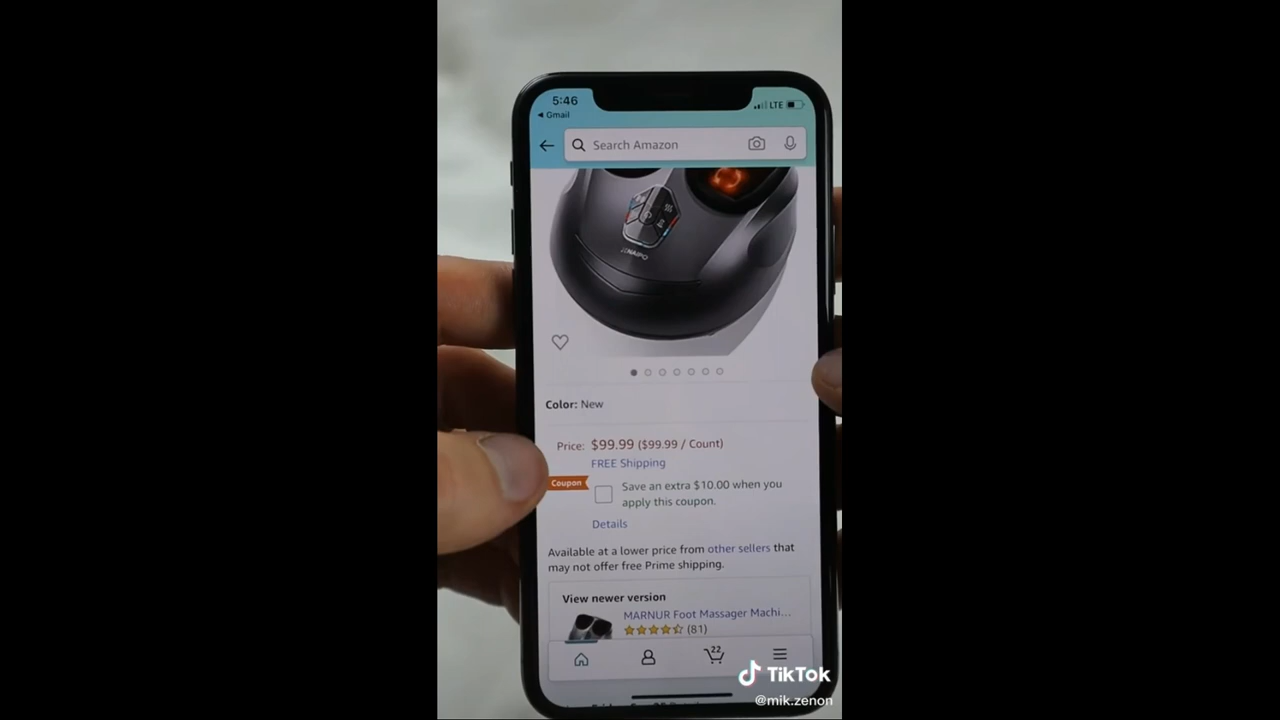 5:46
LTE
◀ Gmail
Search Amazon
NAIPO
Color: New
Price: $99.99 ($99.99 / Count)
FREE Shipping
Coupon
Save an extra $10.00 when you
apply this coupon.
Details
Available at a lower price from other sellers that
may not offer free Prime shipping.
View newer version
MARNUR Foot Massager Machi...
(81)
22
TikTok
@mik.zenon